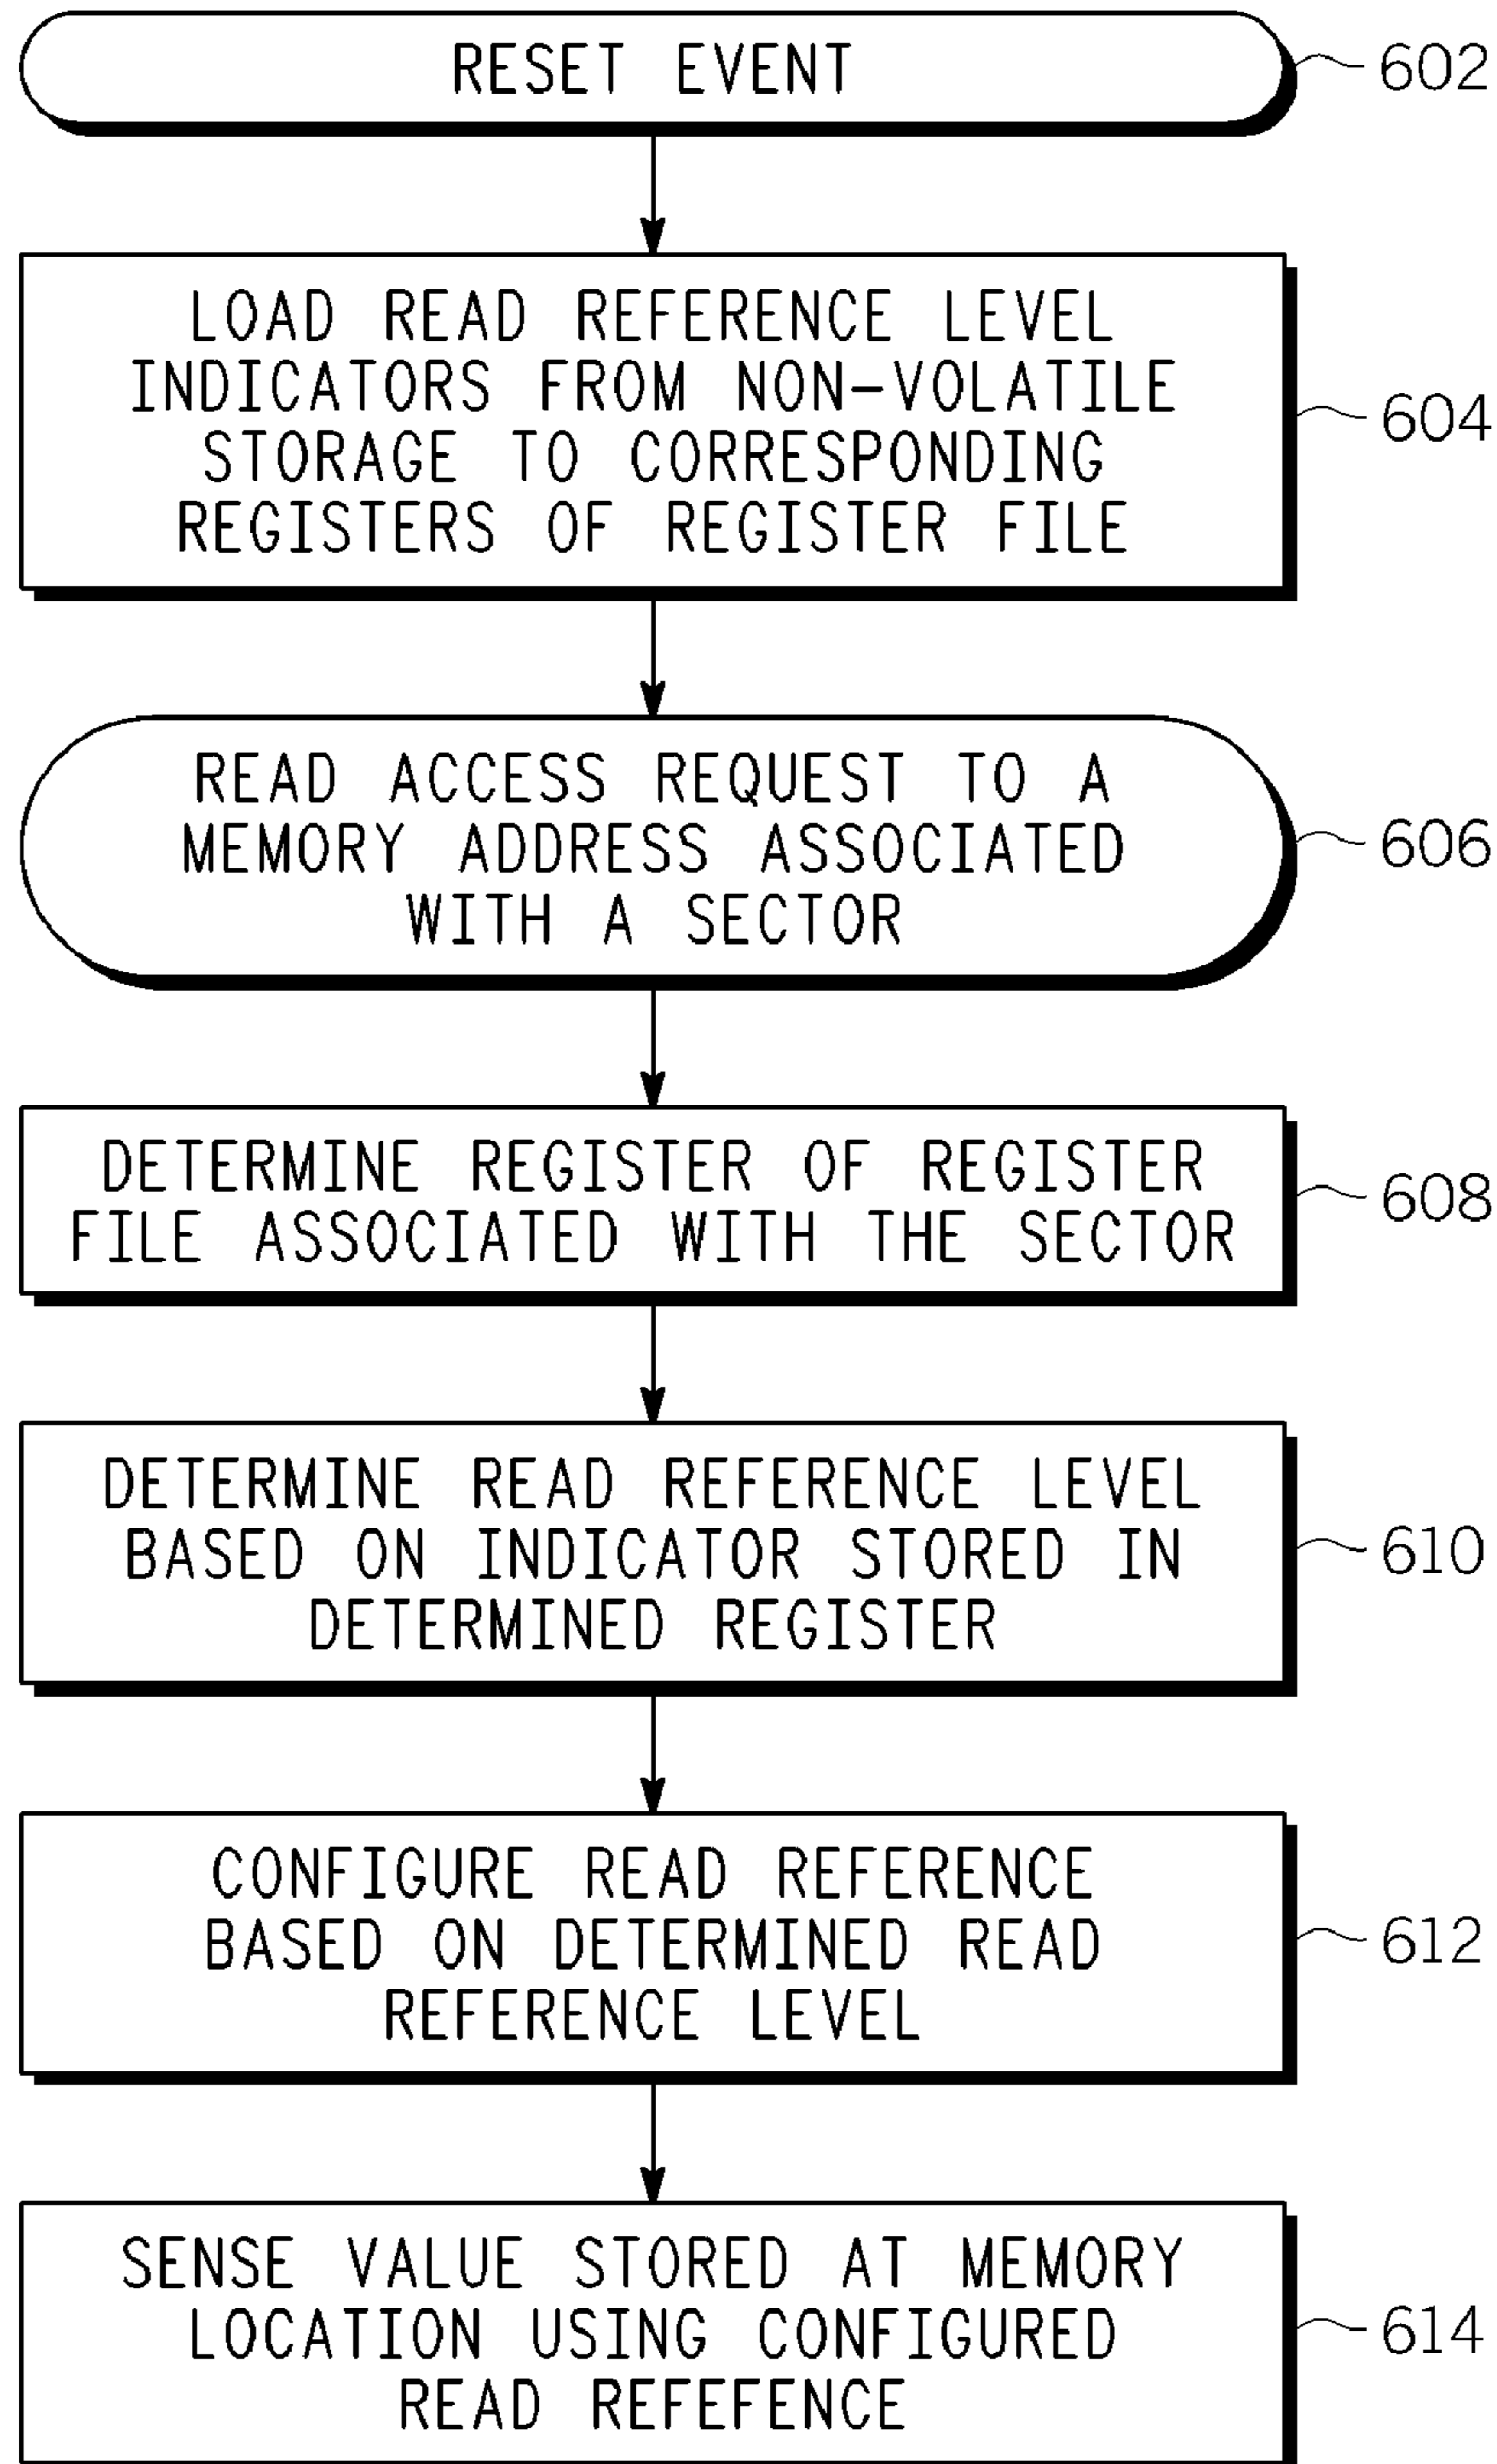 RESET EVENT
602
LOAD READ REFERENCE LEVEL
INDICATORS FROM NON-VOLATILE
STORAGE TO CORRESPONDING
REGISTERS OF REGISTER FILE
604
READ ACCESS REQUEST TO A
MEMORY ADDRESS ASSOCIATED
WITH A SECTOR
606
DETERMINE REGISTER OF REGISTER
FILE ASSOCIATED WITH THE SECTOR
608
DETERMINE READ REFERENCE LEVEL
BASED ON INDICATOR STORED IN
DETERMINED REGISTER
610
CONFIGURE READ REFERENCE
BASED ON DETERMINED READ
REFERENCE LEVEL
612
SENSE VALUE STORED AT MEMORY
LOCATION USING CONFIGURED
READ REFEFENCE
614